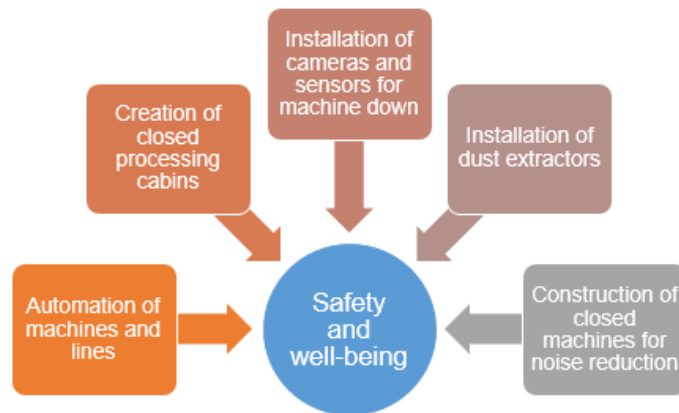 Installation of
cameras and
sensors for
machine down
Creation of
closed
processing
cabins
Installation of
dust extractors
Automation of
machines and
lines
Safety
and
well-being
Construction of
closed
machines for
noise reduction